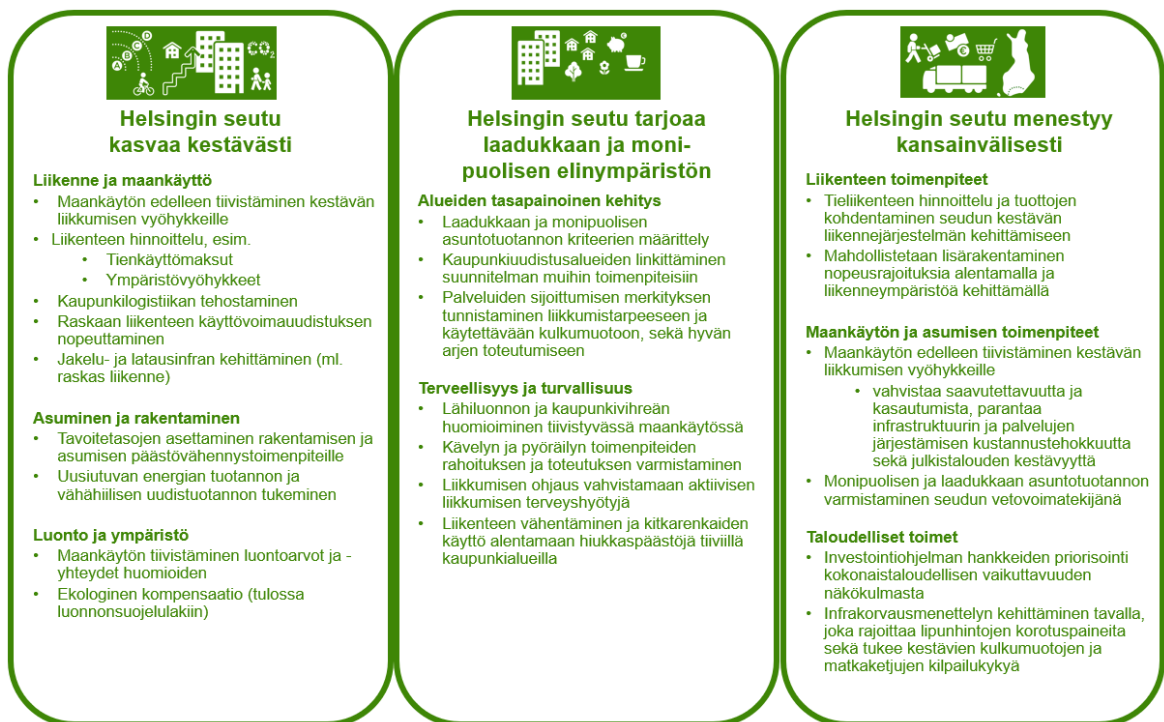 A B C D
CO₂
Helsingin seutu
kasvaa kestävästi
Liikenne ja maankäyttö
• Maankäytön edelleen tiivistäminen kestävän
liikkumisen vyöhykkeille
• Liikenteen hinnoittelu, esim.
• Tienkäyttömaksut
• Ympäristövyöhykkeet
• Kaupunkilogistiikan tehostaminen
• Raskaan liikenteen käyttövoimauudistuksen
nopeuttaminen
• Jakelu- ja latausinfran kehittäminen (ml.
raskas liikenne)
Asuminen ja rakentaminen
• Tavoitetasojen asettaminen rakentamisen ja
asumisen päästövähennystoimenpiteille
• Uusiutuvan energian tuotannon ja
vähähiilisen uudistuotannon tukeminen
Luonto ja ympäristö
• Maankäytön tiivistäminen luontoarvot ja -
yhteydet huomioiden
• Ekologinen kompensaatio (tulossa
luonnonsuojelulakiin)
Helsingin seutu tarjoaa
laadukkaan ja moni-
puolisen elinympäristön
Alueiden tasapainoinen kehitys
• Laadukkaan ja monipuolisen
asuntotuotannon kriteerien määrittely
• Kaupunkiuudistusalueiden linkittäminen
suunnitelman muihin toimenpiteisiin
• Palveluiden sijoittumisen merkityksen
tunnistaminen liikkumistarpeeseen ja
käytettävään kulkumuotoon, sekä hyvän
arjen toteutumiseen
Terveellisyys ja turvallisuus
• Lähiluonnon ja kaupunkivihreän
huomioiminen tiivistyvässä maankäytössä
• Kävelyn ja pyöräilyn toimenpiteiden
rahoituksen ja toteutuksen varmistaminen
• Liikkumisen ohjaus vahvistamaan aktiivisen
liikkumisen terveyshyötyjä
• Liikenteen vähentäminen ja kitkarenkaiden
käyttö alentamaan hiukkaspäästöjä tiiviillä
kaupunkialueilla
€
Helsingin seutu menestyy
kansainvälisesti
Liikenteen toimenpiteet
• Tieliikenteen hinnoittelu ja tuottojen
kohdentaminen seudun kestävän
liikennejärjestelmän kehittämiseen
• Mahdollistetaan lisärakentaminen
nopeusrajoituksia alentamalla ja
liikenneympäristöä kehittämällä
Maankäytön ja asumisen toimenpiteet
• Maankäytön edelleen tiivistäminen kestävän
liikkumisen vyöhykkeille
• vahvistaa saavutettavuutta ja
kasautumista, parantaa
infrastruktuurin ja palvelujen
järjestämisen kustannustehokkuutta
sekä julkistalouden kestävyyttä
• Monipuolisen ja laadukkaan asuntotuotannon
varmistaminen seudun vetovoimatekijänä
Taloudelliset toimet
• Investointiohjelman hankkeiden priorisointi
kokonaistaloudellisen vaikuttavuuden
näkökulmasta
• Infrakorvausmenettelyn kehittäminen tavalla,
joka rajoittaa lipunhintojen korotuspaineita
sekä tukee kestävien kulkumuotojen ja
matkaketjujen kilpailukykyä